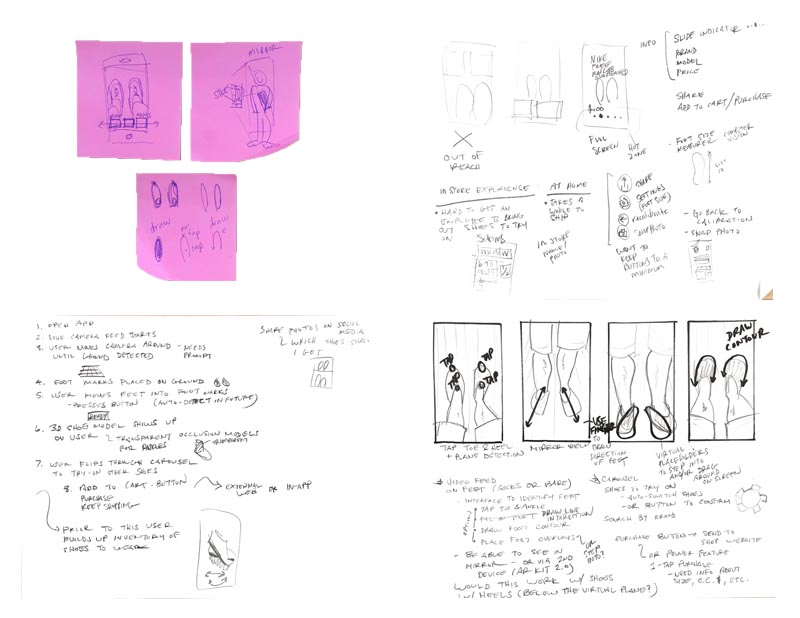 MIRROR
SHOES
draw
or
tap
tap
draw
NIKE
FREE
$100
INFO
SLIDE INDICATOR
BRAND
MODEL
PRICE
SHARE
ADD TO CART/PURCHASE
OUT OF
REACH
FULL
SCREEN
HOT
ZONE
- FOOT SIZE
MEASURER
COMPUTER
VISION
SIZE
10
IN STORE EXPERIENCE
• HARD TO GET AN
EMPLOYEE TO BRING
OUT SHOES TO TRY
ON
AT HOME
• TAKES A
WHILE TO
SHIP
IN STORE
SHARE
SETTINGS
(FOOT SIZE)
RECALIBRATE
WANT TO
KEEP
BUTTONS TO A
MINIMUM
- GO BACK TO
CALIBRATION
- SNAP PHOTO
1. OPEN APP
2. LIVE CAMERA FEED STARTS
3. USER MOVES CAMERA AROUND - NEEDS
UNTIL GROUND DETECTED PROMPT
4. FOOT MARKS PLACED ON GROUND
5. USER MOVES FEET INTO FOOT MARKS
- PRESSES BUTTON (AUTO-DETECT IN FUTURE)
6. 3D SHOE MODEL SHOWS UP
ON USER & TRANSPARENT OCCLUSION MODELS
FOR ANKLES
7. USER FLIPS THROUGH CAROUSEL
TO TRY-ON OTHER SHOES
8. ADD TO CART - BUTTON
PURCHASE
KEEP SHOPPING
EXTERNAL
WEB OR IN-APP
PRIOR TO THIS USER
BUILDS UP INVENTORY OF
SHOES TO WEAR
SHARE PHOTOS ON SOCIAL
MEDIA
& WHICH SHOES SHOULD
I GET
TAP
TAP
TAP
TAP
DRAW
CONTOUR
TAP TOE & HEEL
+ PLANE DETECTION
MIRROR VIEW
- USE
FINGER
TO
DRAW
DIRECTION
OF FEET
VIRTUAL
PLACEHOLDERS
TO STEP INTO
AND/OR DRAG
AROUND
ON SCREEN
VIDEO FEED
ON FEET (SOCKS OR BARE)
- INTERFACE TO IDENTIFY FEET
OPTIONS
TAP TOE & ANKLE
DRAW LINE
IN DIRECTION
DRAW FOOT CONTOUR
PLACE FOOT OVERLAYS
OR
STEP
INTO?
- BE ABLE TO SEE IN
MIRROR - OR VIA 2ND
DEVICE (AR KIT 2.0)
WOULD THIS WORK W/ SHOES
W/ HEELS (BELOW THE VIRTUAL PLANE?)
CAROUSEL
SHOES TO TRY ON
- AUTO-SWITCH SHOES
- OR BUTTON TO CONFIRM
SEARCH BY BRAND
PURCHASE BUTTON → SEND TO
SHOP WEBSITE
OR POWER FEATURE
1-TAP PURCHASE
- NEED INFO ABOUT
SIZE, C.C. #, ETC.